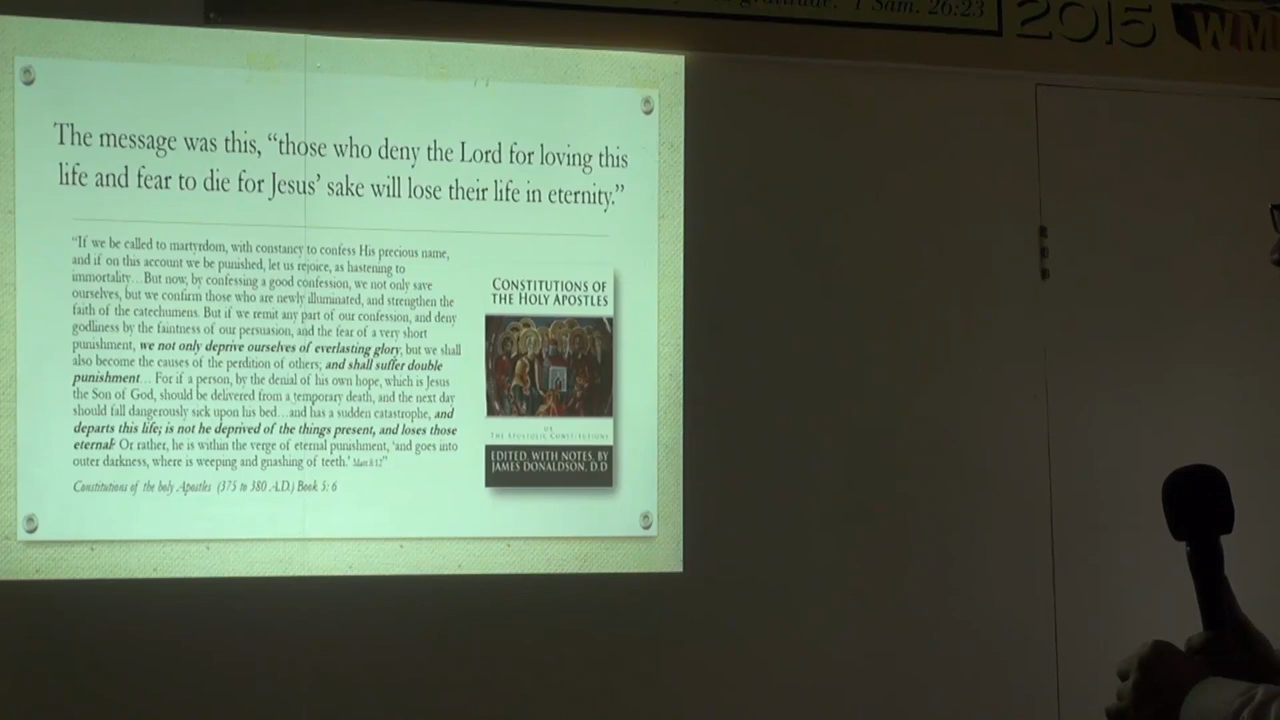 gratitude. 1 Sam. 26:23
2015
WM
The message was this, “those who deny the Lord for loving this
life and fear to die for Jesus’ sake will lose their life in eternity.”
“If we be called to martyrdom, with constancy to confess His precious name,
and if on this account we be punished, let us rejoice, as hastening to
immortality... But now, by confessing a good confession, we not only save
ourselves, but we confirm those who are newly illuminated, and strengthen the
faith of the catechumens. But if we remit any part of our confession, and deny
godliness by the faintness of our persuasion, and the fear of a very short
punishment, we not only deprive ourselves of everlasting glory, but we shall
also become the causes of the perdition of others; and shall suffer double
punishment... For if a person, by the denial of his own hope, which is Jesus
the Son of God, should be delivered from a temporary death, and the next day
should fall dangerously sick upon his bed...and has a sudden catastrophe, and
departs this life; is not he deprived of the things present, and loses those
eternal? Or rather, he is within the verge of eternal punishment, ‘and goes into
outer darkness, where is weeping and gnashing of teeth.’ Matt 8:12”
Constitutions of the holy Apostles (375 to 380 A.D.) Book 5: 6
CONSTITUTIONS OF
THE HOLY APOSTLES
OR
THE APOSTOLIC CONSTITUTIONS
EDITED, WITH NOTES, BY
JAMES DONALDSON, D.D